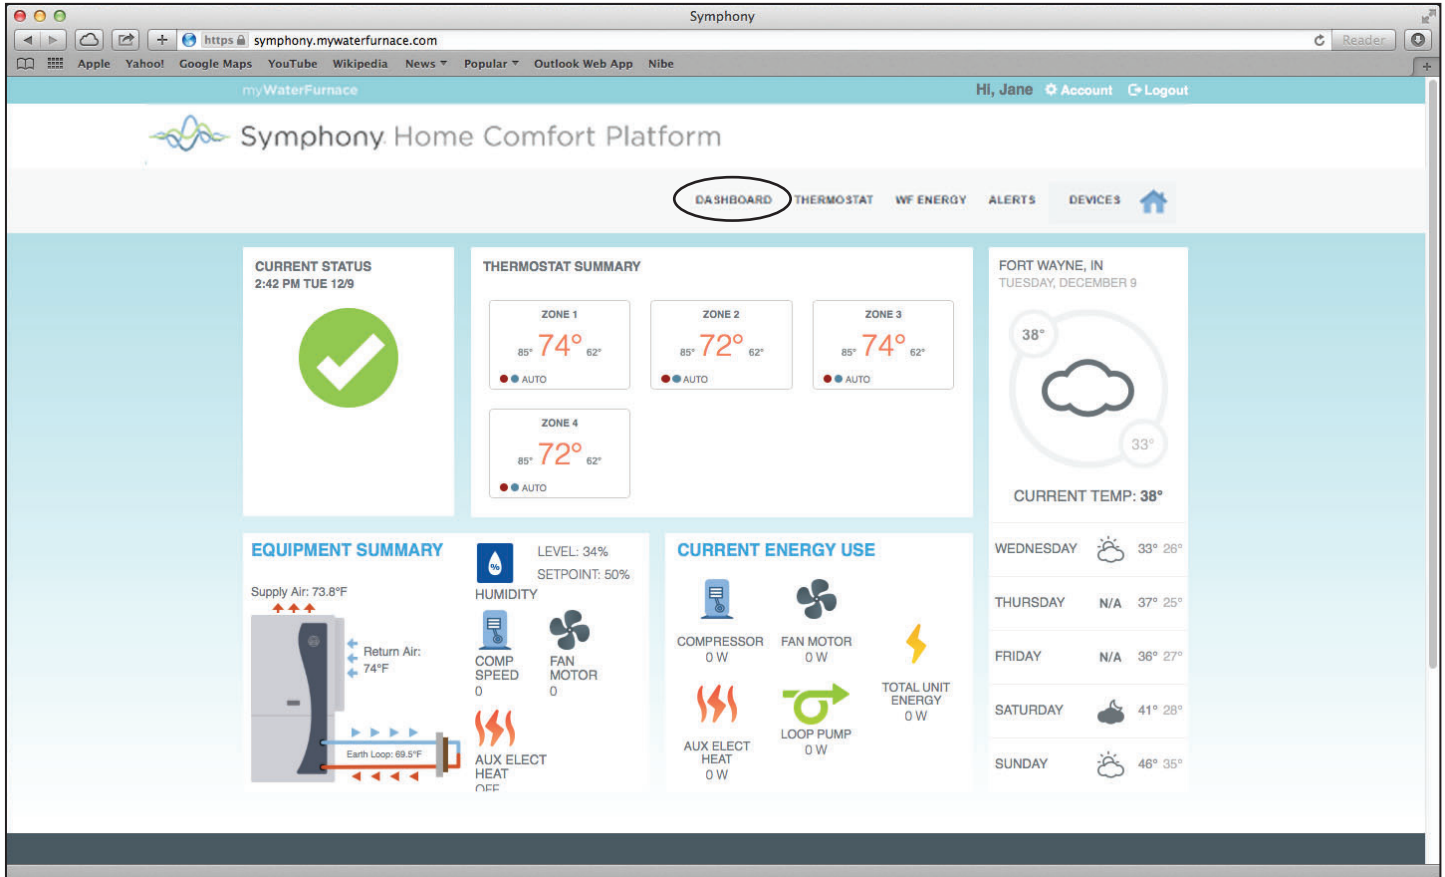 Symphony
https symphony.mywaterfurnace.com
Reader
Apple Yahoo! Google Maps YouTube Wikipedia News Popular Outlook Web App Nibe
myWaterFurnace
Hi, Jane Account Logout
Symphony Home Comfort Platform
DASHBOARD THERMOSTAT WF ENERGY ALERTS DEVICES
CURRENT STATUS
2:42 PM TUE 12/9
THERMOSTAT SUMMARY
ZONE 1
85° 74° 62°
AUTO
ZONE 2
85° 72° 62°
AUTO
ZONE 3
85° 74° 62°
AUTO
ZONE 4
85° 72° 62°
AUTO
FORT WAYNE, IN
TUESDAY, DECEMBER 9
38°
33°
CURRENT TEMP: 38°
WEDNESDAY 33° 26°
THURSDAY N/A 37° 25°
FRIDAY N/A 36° 27°
SATURDAY 41° 28°
SUNDAY 46° 35°
EQUIPMENT SUMMARY
Supply Air: 73.8°F
Return Air:
74°F
Earth Loop: 69.5°F
%
LEVEL: 34%
SETPOINT: 50%
HUMIDITY
COMP
SPEED
0
FAN
MOTOR
0
AUX ELECT
HEAT
OFF
CURRENT ENERGY USE
COMPRESSOR
0 W
FAN MOTOR
0 W
AUX ELECT
HEAT
0 W
LOOP PUMP
0 W
TOTAL UNIT
ENERGY
0 W